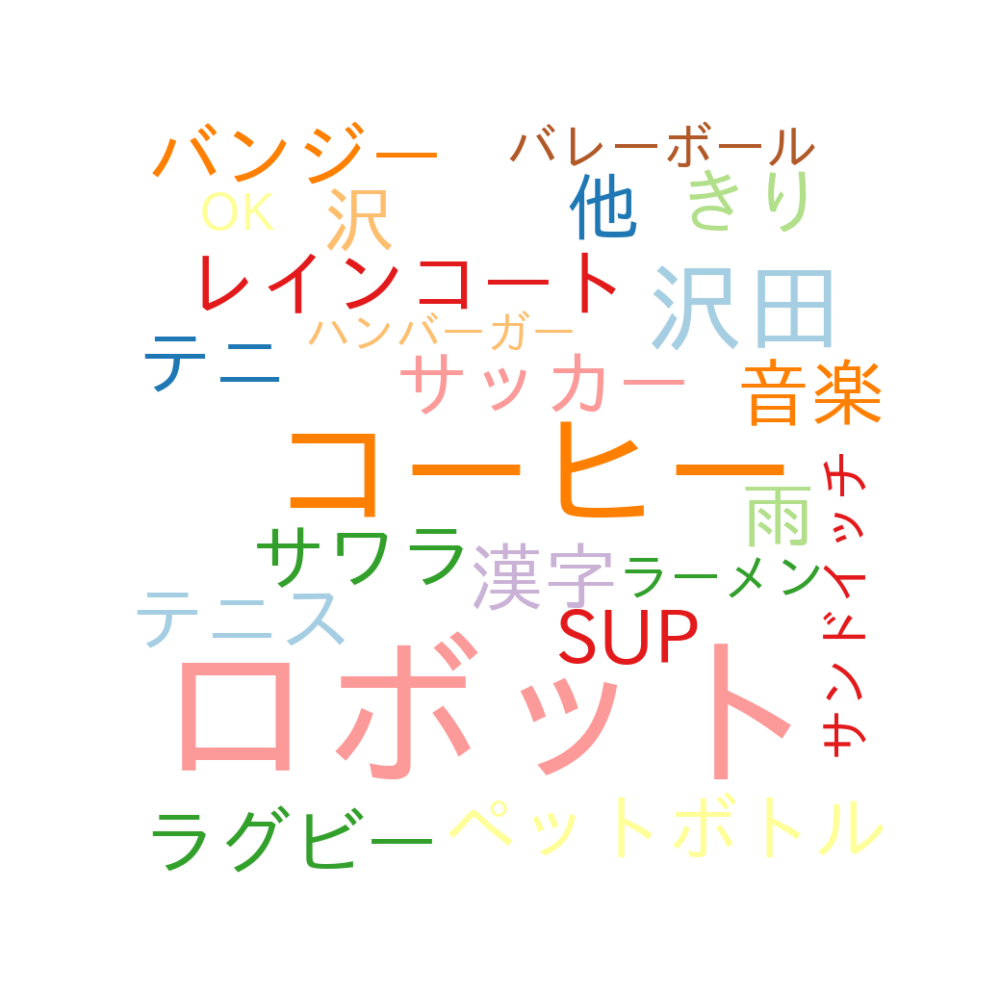 バンジー
バレーボール
OK
沢
他
きり
レインコート
沢田
ハンバーガー
テニ
サッカー
音楽
コーヒー
サンドイッチ
雨
サワラ
漢字
ラーメン
テニス
SUP
ロボット
ラグビー
ペットボトル